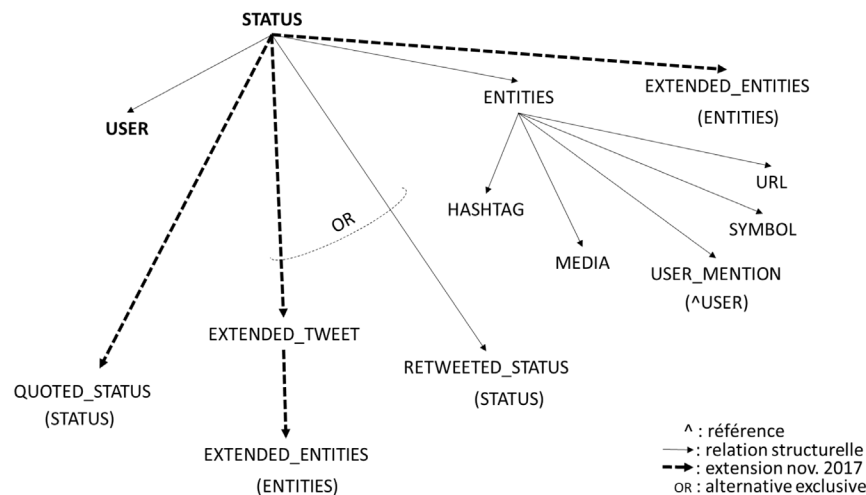 STATUS
EXTENDED_ENTITIES
(ENTITIES)
ENTITIES
USER
URL
HASHTAG
SYMBOL
OR
MEDIA
USER_MENTION
(^USER)
EXTENDED_TWEET
RETWEETED_STATUS
(STATUS)
QUOTED_STATUS
(STATUS)
EXTENDED_ENTITIES
(ENTITIES)
^ : référence
: relation structurelle
: extension nov. 2017
OR : alternative exclusive